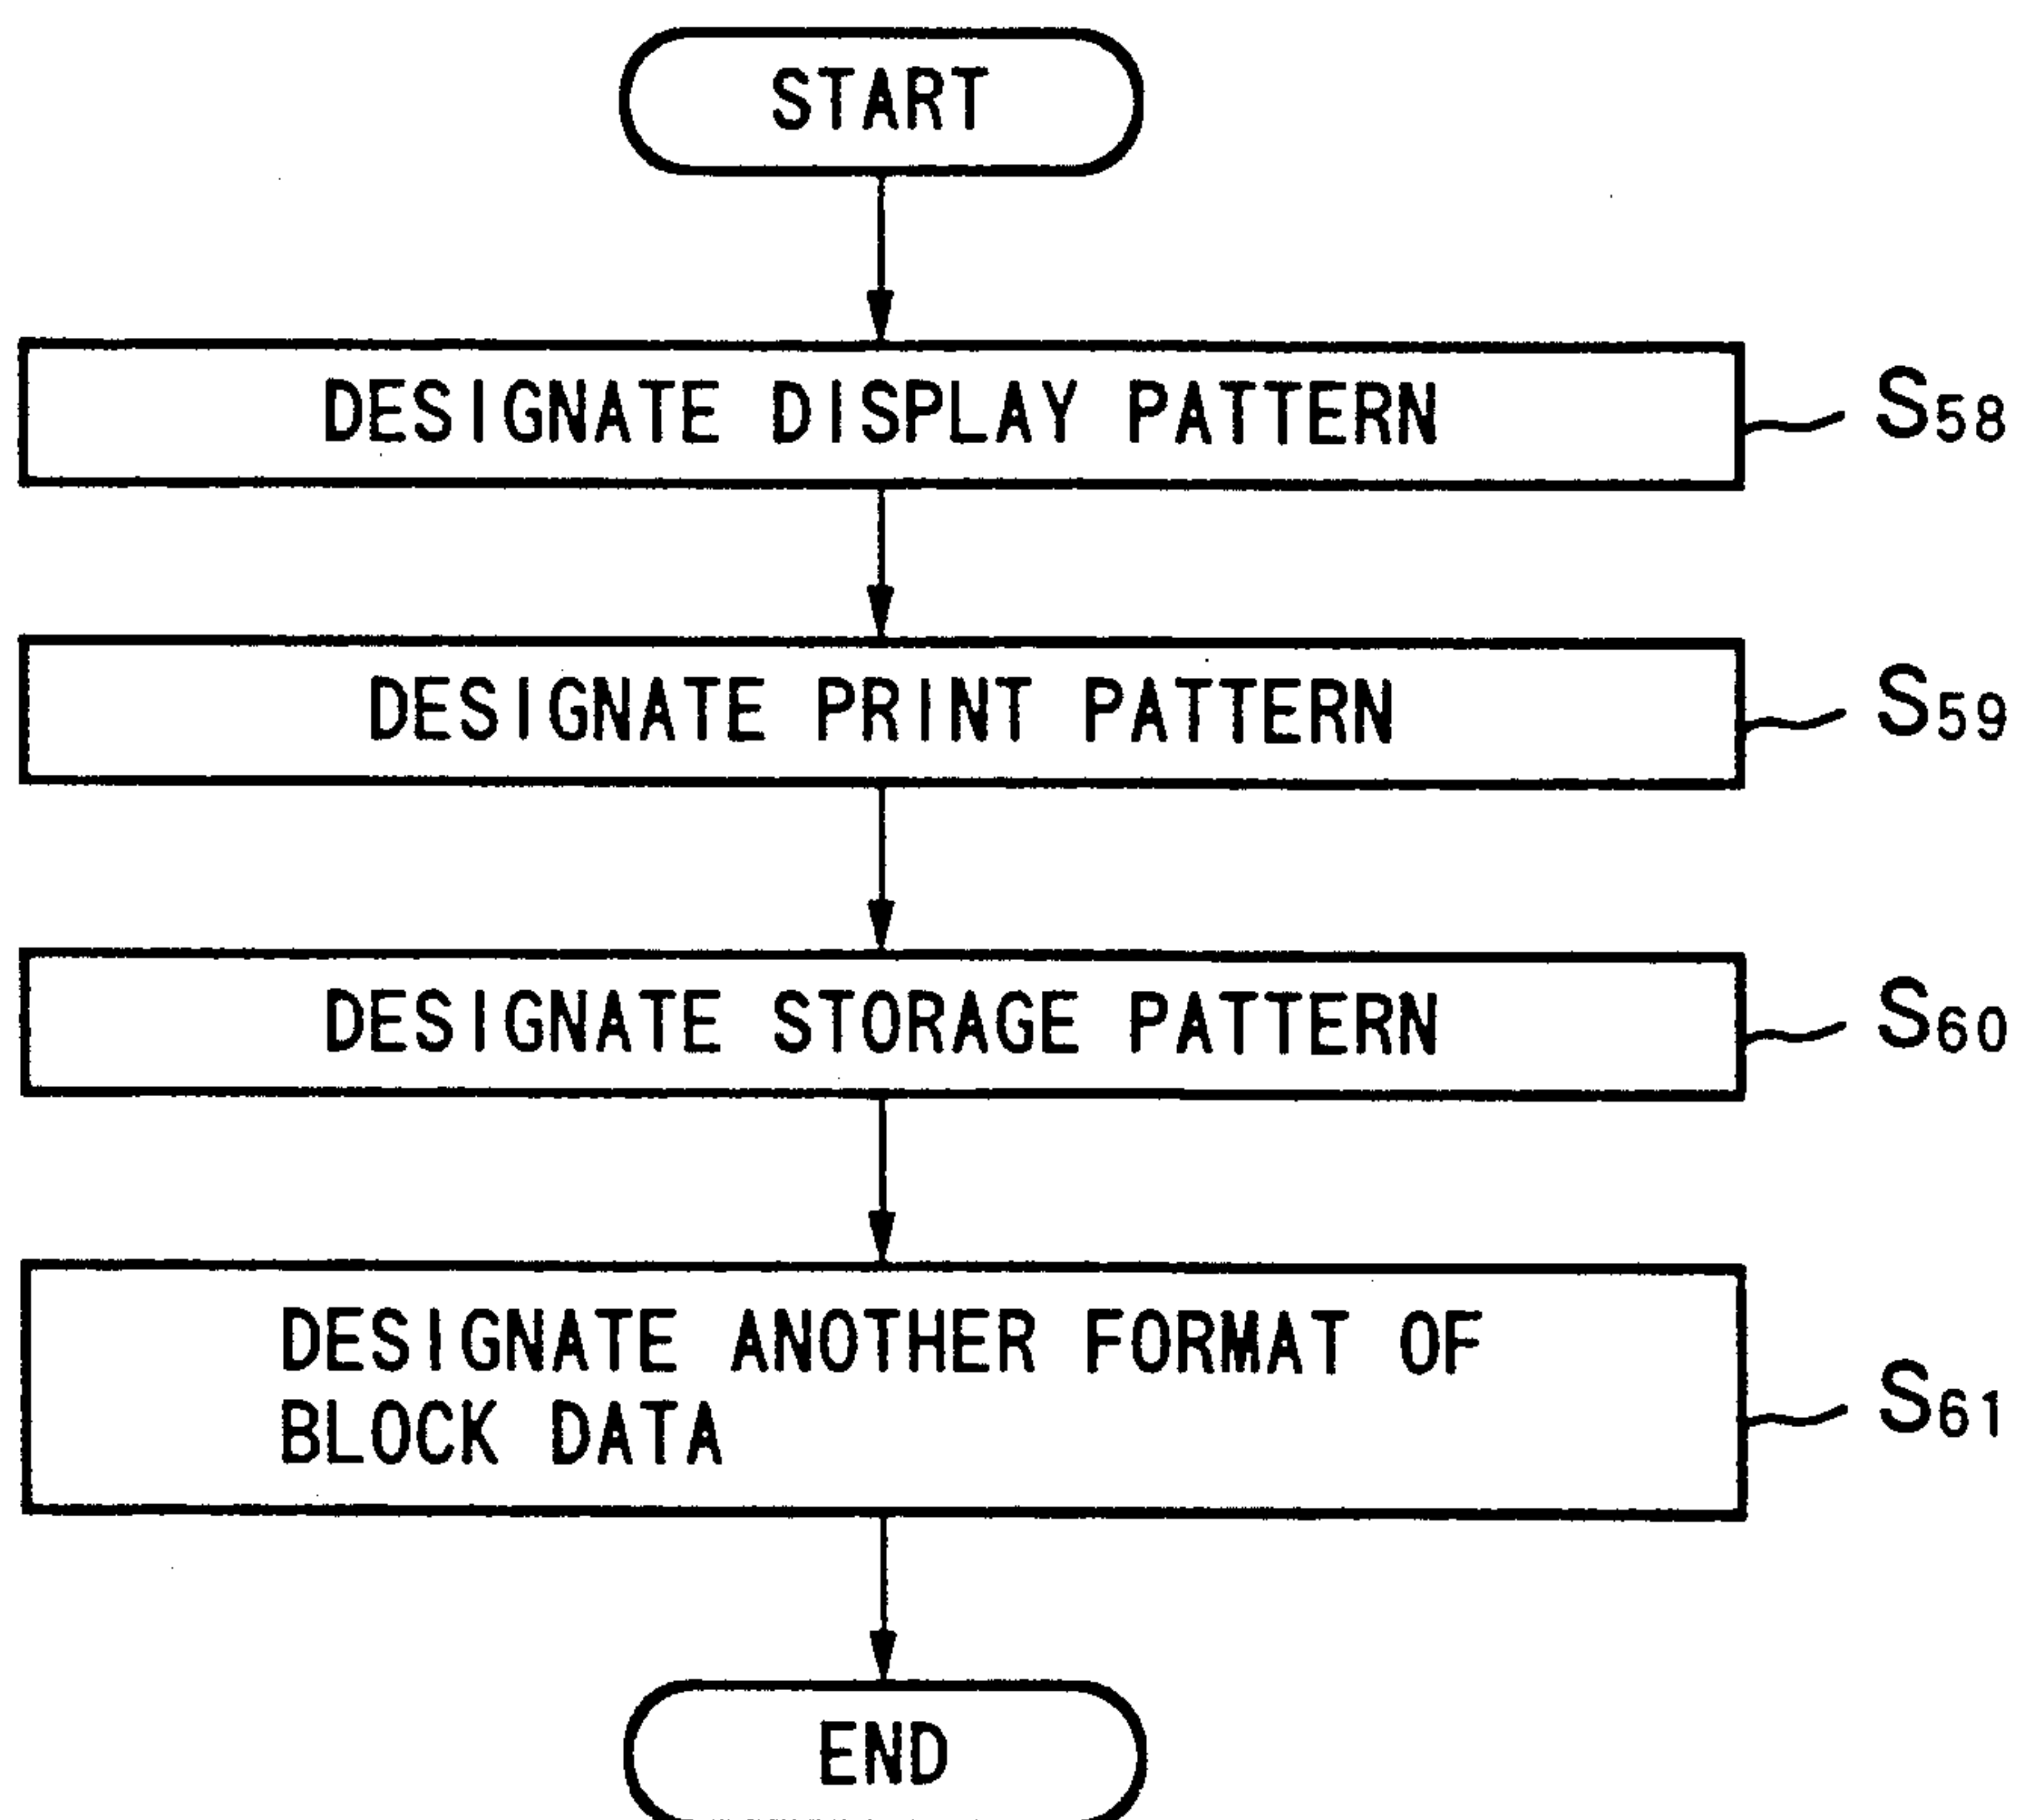 START
DESIGNATE DISPLAY PATTERN
S58
DESIGNATE PRINT PATTERN
S59
DESIGNATE STORAGE PATTERN
S60
DESIGNATE ANOTHER FORMAT OF
BLOCK DATA
S61
END